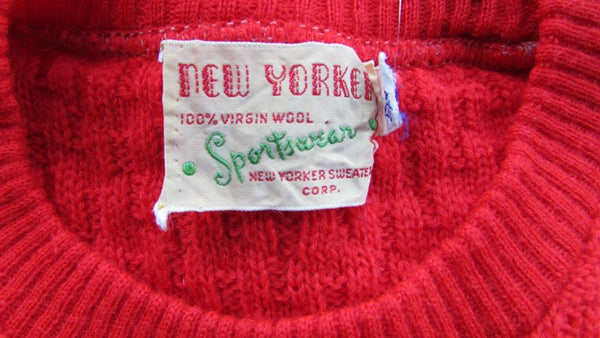 NEW YORKER
100% VIRGIN WOOL
Sportswear
NEW YORKER SWEATER
CORP.